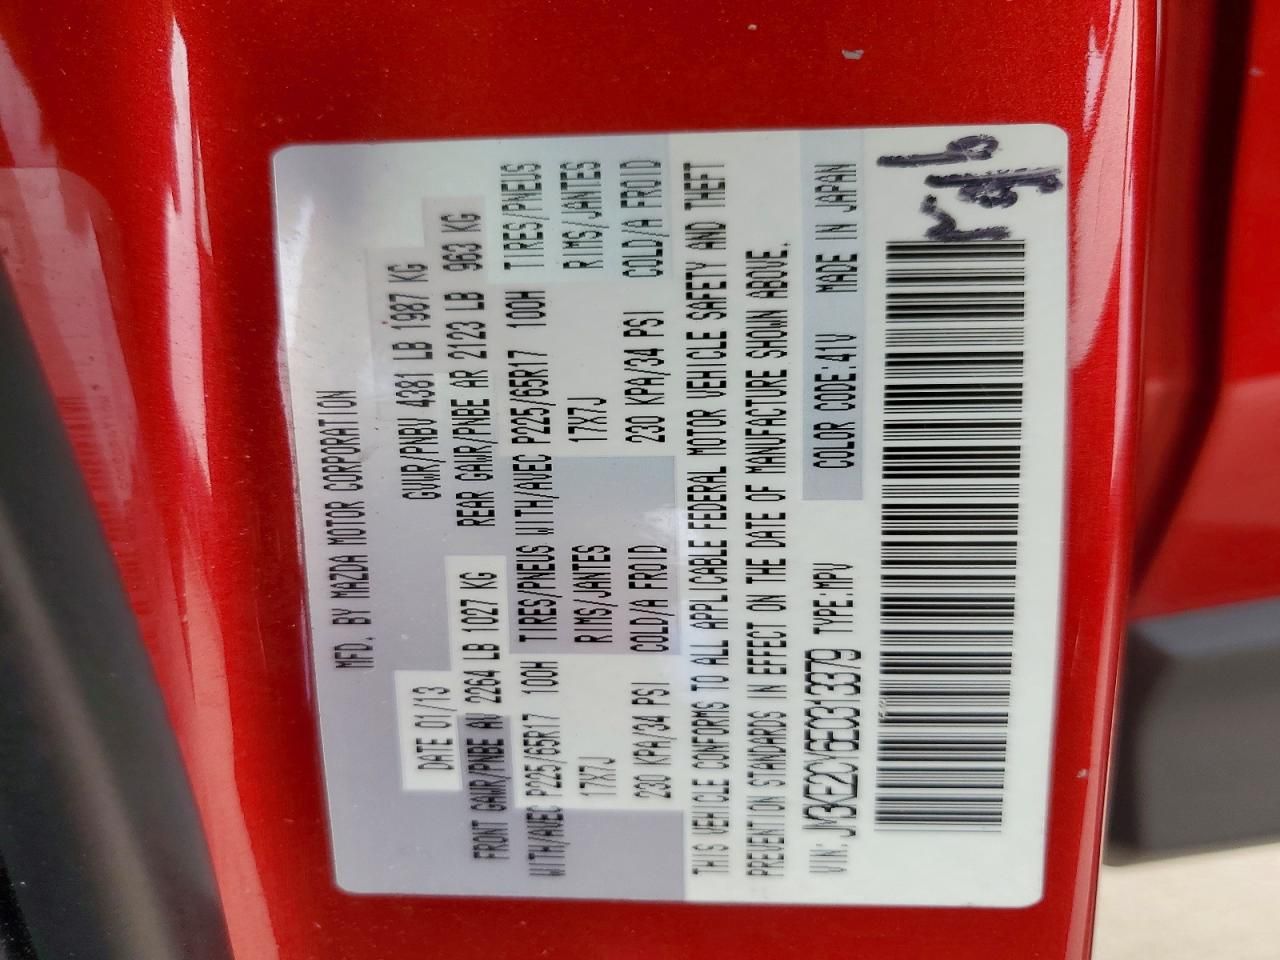 MFD. BY MAZDA MOTOR CORPORATION
DATE 01/13 GVWR/PNBV 4381 LB 1987 KG
FRONT GAWR/PNBE AV 2264 LB 1027 KG REAR GAWR/PNBE AR 2123 LB 963 KG
WITH/AVEC P225/65R17 100H TIRES/PNEUS WITH/AVEC P225/65R17 100H TIRES/PNEUS
17X7J RIMS/JANTES 17X7J RIMS/JANTES
230 KPA/34 PSI COLD/A FROID 230 KPA/34 PSI COLD/A FROID
THIS VEHICLE CONFORMS TO ALL APPLICABLE FEDERAL MOTOR VEHICLE SAFETY AND THEFT
PREVENTION STANDARDS IN EFFECT ON THE DATE OF MANUFACTURE SHOWN ABOVE.
VIN: JM3KE2CY6E0313379 TYPE:MPV COLOR CODE:41V MADE IN JAPAN